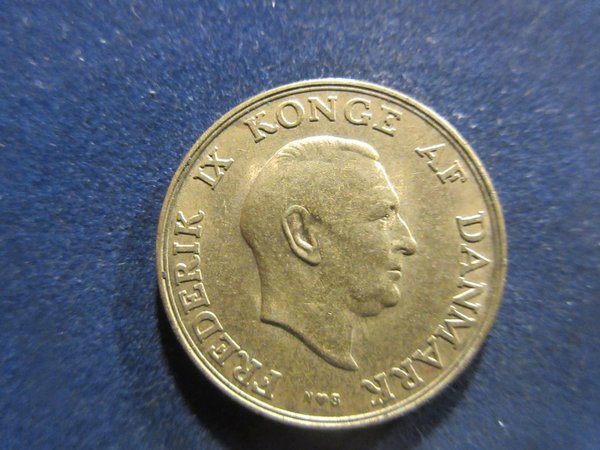 FREDERIK IX KONGE AF DANMARK
N♥S